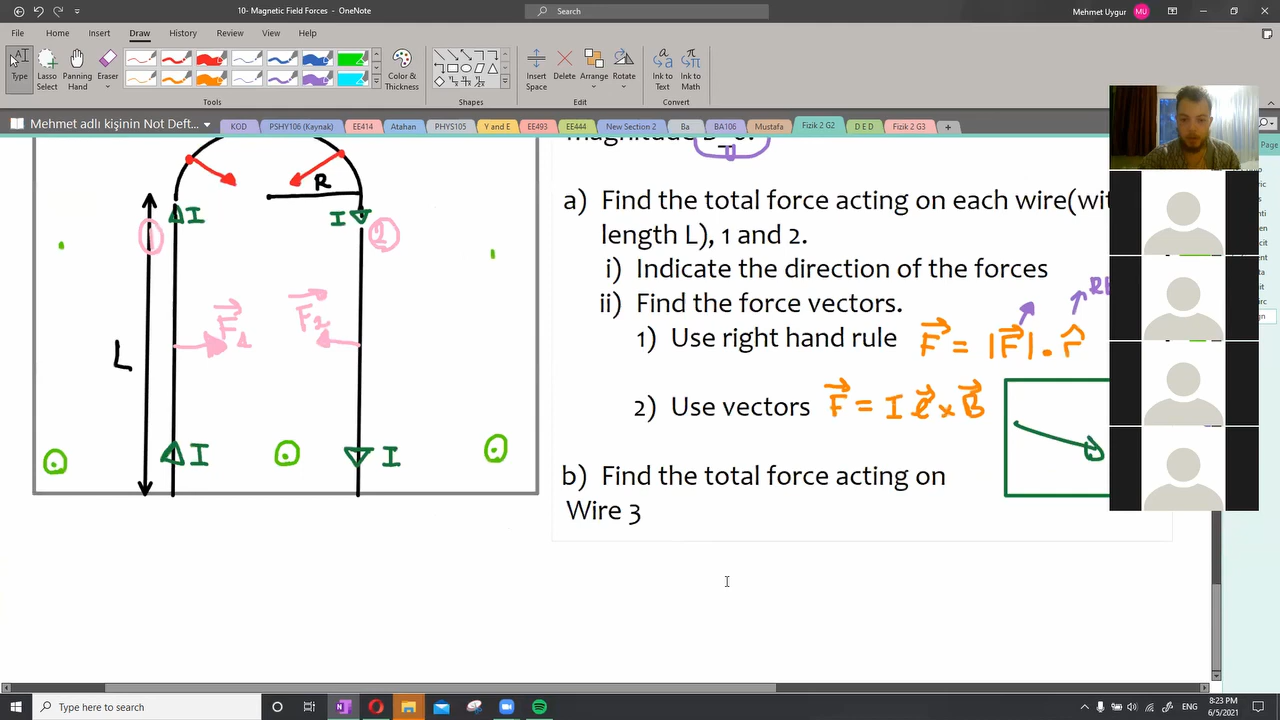 10- Magnetic Field Forces - OneNote
Search
Mehmet Uygur
MU
File
Home
Insert
Draw
History
Review
View
Help
Type
Lasso Select
Panning Hand
Eraser
Color & Thickness
Insert Space
Delete
Arrange
Rotate
Ink to Text
Ink to Math
Tools
Shapes
Edit
Convert
Mehmet adlı kişinin Not Deft...
KOD
PSHY106 (Kaynak)
EE414
Atahan
PHYS105
Y and E
EE493
EE444
New Section 2
Ba
BA106
Mustafa
Fizik 2 G2
D E D
Fizik 2 G3
Page
magnitude
a) Find the total force acting on each wire(wit
length L), 1 and 2.
i) Indicate the direction of the forces
ii) Find the force vectors.
1) Use right hand rule F⃗ = |F⃗| . r̂
2) Use vectors F⃗ = I ℓ⃗ x B⃗
b) Find the total force acting on
Wire 3
R
I
I
1
2
F⃗1
F⃗2
L
I
I
Type here to search
8:23 PM
6/5/2021